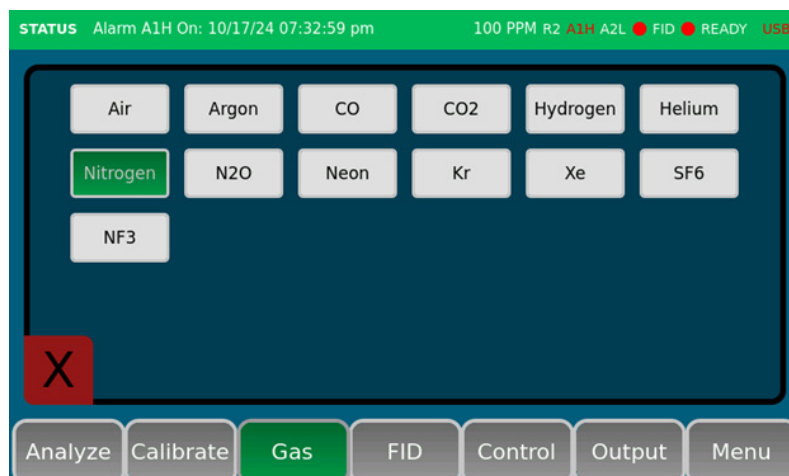 STATUS Alarm A1H On: 10/17/24 07:32:59 pm 100 PPM R2 A1H A2L FID READY USB
Air Argon CO CO2 Hydrogen Helium
Nitrogen N2O Neon Kr Xe SF6
NF3
X
Analyze Calibrate Gas FID Control Output Menu